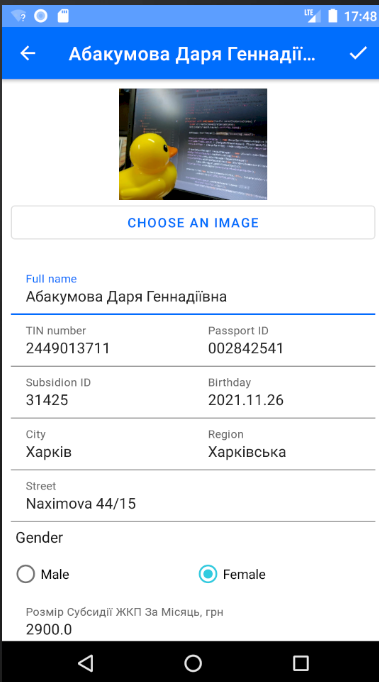 LTE 17:48
Абакумова Даря Геннадії...
CHOOSE AN IMAGE
Full name
Абакумова Даря Геннадіївна
TIN number Passport ID
2449013711 002842541
Subsidion ID Birthday
31425 2021.11.26
City Region
Харків Харківська
Street
Naximova 44/15
Gender
Male Female
Розмір Субсидії ЖКП За Місяць, грн
2900.0